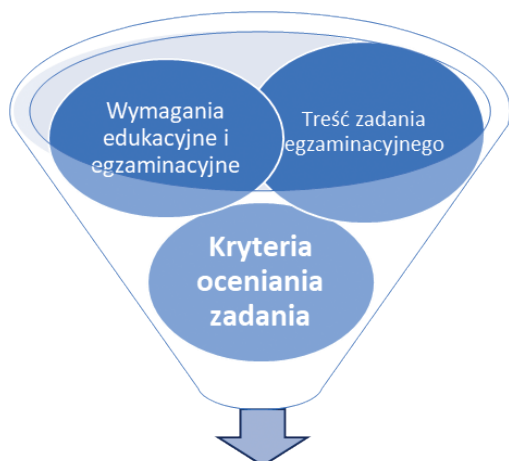 Wymagania
edukacyjne i
egzaminacyjne
Treść zadania
egzaminacyjnego
Kryteria
oceniania
zadania